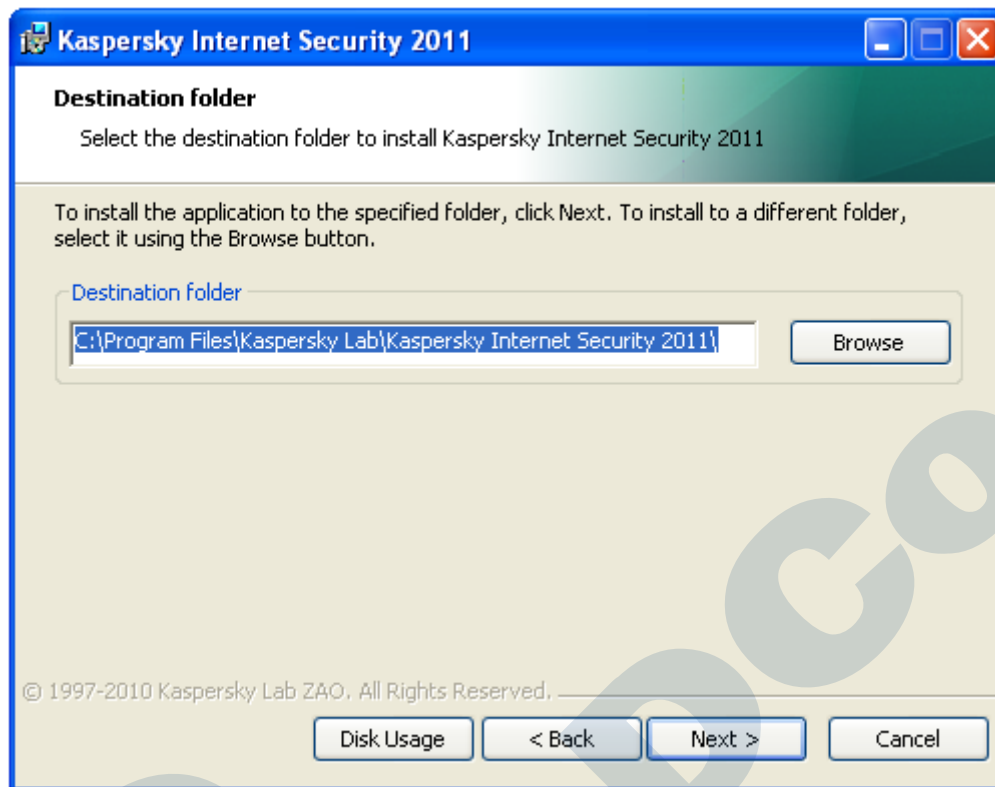 Kaspersky Internet Security 2011
Destination folder
Select the destination folder to install Kaspersky Internet Security 2011
To install the application to the specified folder, click Next. To install to a different folder,
select it using the Browse button.
Destination folder
C:\Program Files\Kaspersky Lab\Kaspersky Internet Security 2011\
Browse
© 1997-2010 Kaspersky Lab ZAO. All Rights Reserved.
Disk Usage
< Back
Next >
Cancel